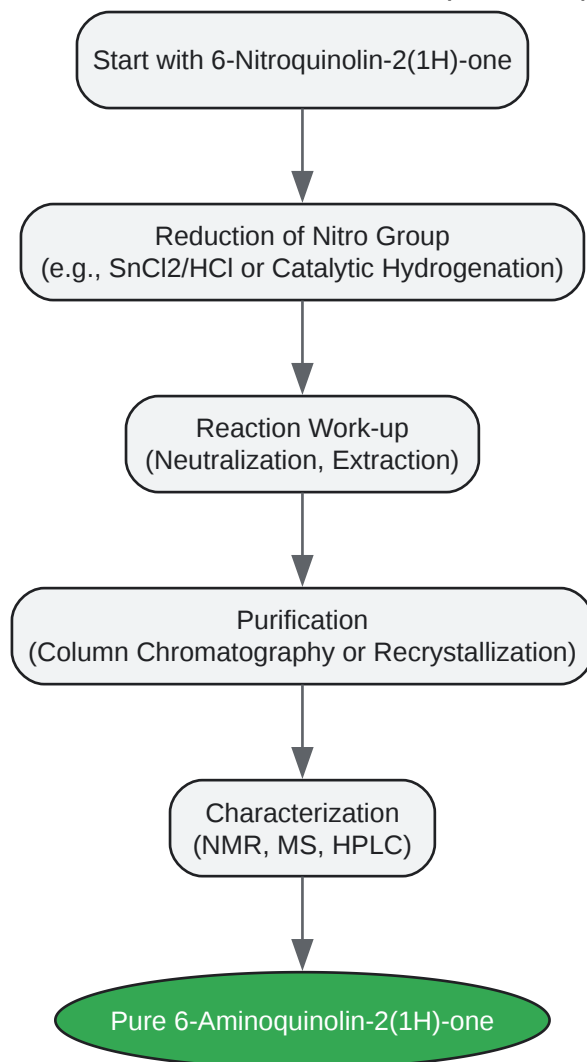 Start with 6-Nitroquinolin-2(1H)-one
Reduction of Nitro Group
(e.g., SnCl2/HCl or Catalytic Hydrogenation)
Reaction Work-up
(Neutralization, Extraction)
Purification
(Column Chromatography or Recrystallization)
Characterization
(NMR, MS, HPLC)
Pure 6-Aminoquinolin-2(1H)-one